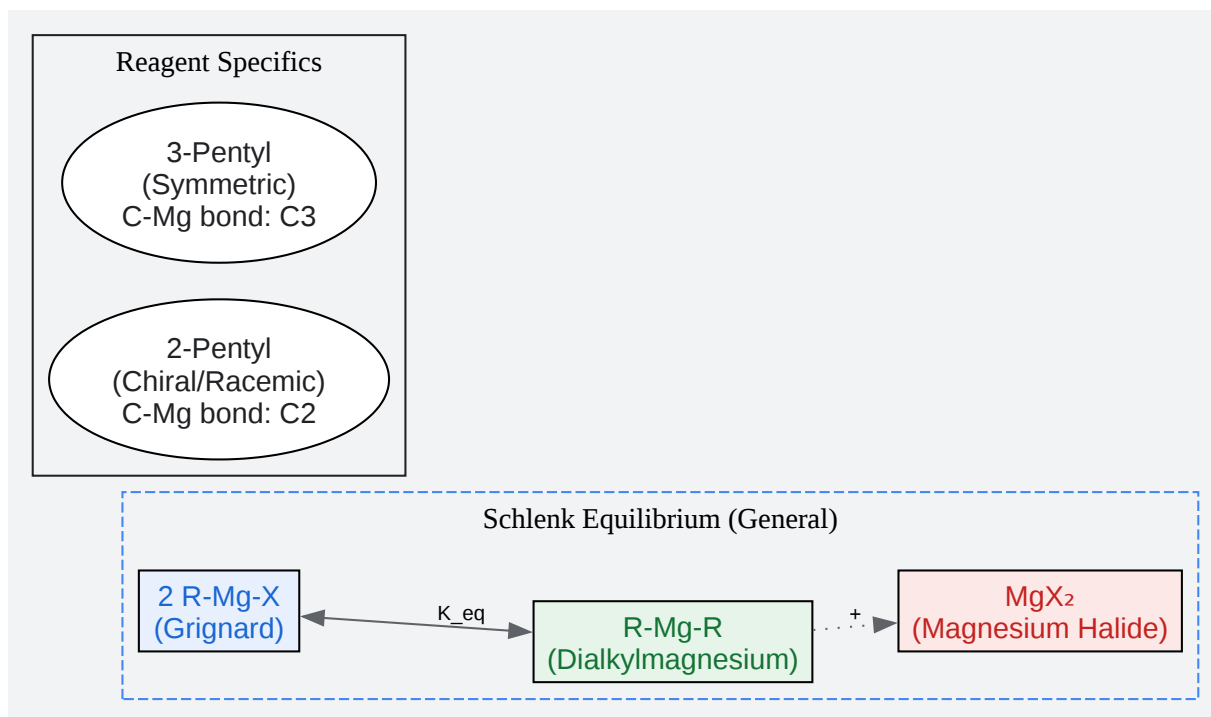 Reagent Specifics
3-Pentyl
(Symmetric)
C-Mg bond: C3
2-Pentyl
(Chiral/Racemic)
C-Mg bond: C2
Schlenk Equilibrium (General)
2 R-Mg-X
(Grignard)
K_eq
R-Mg-R
(Dialkylmagnesium)
+
MgX₂
(Magnesium Halide)